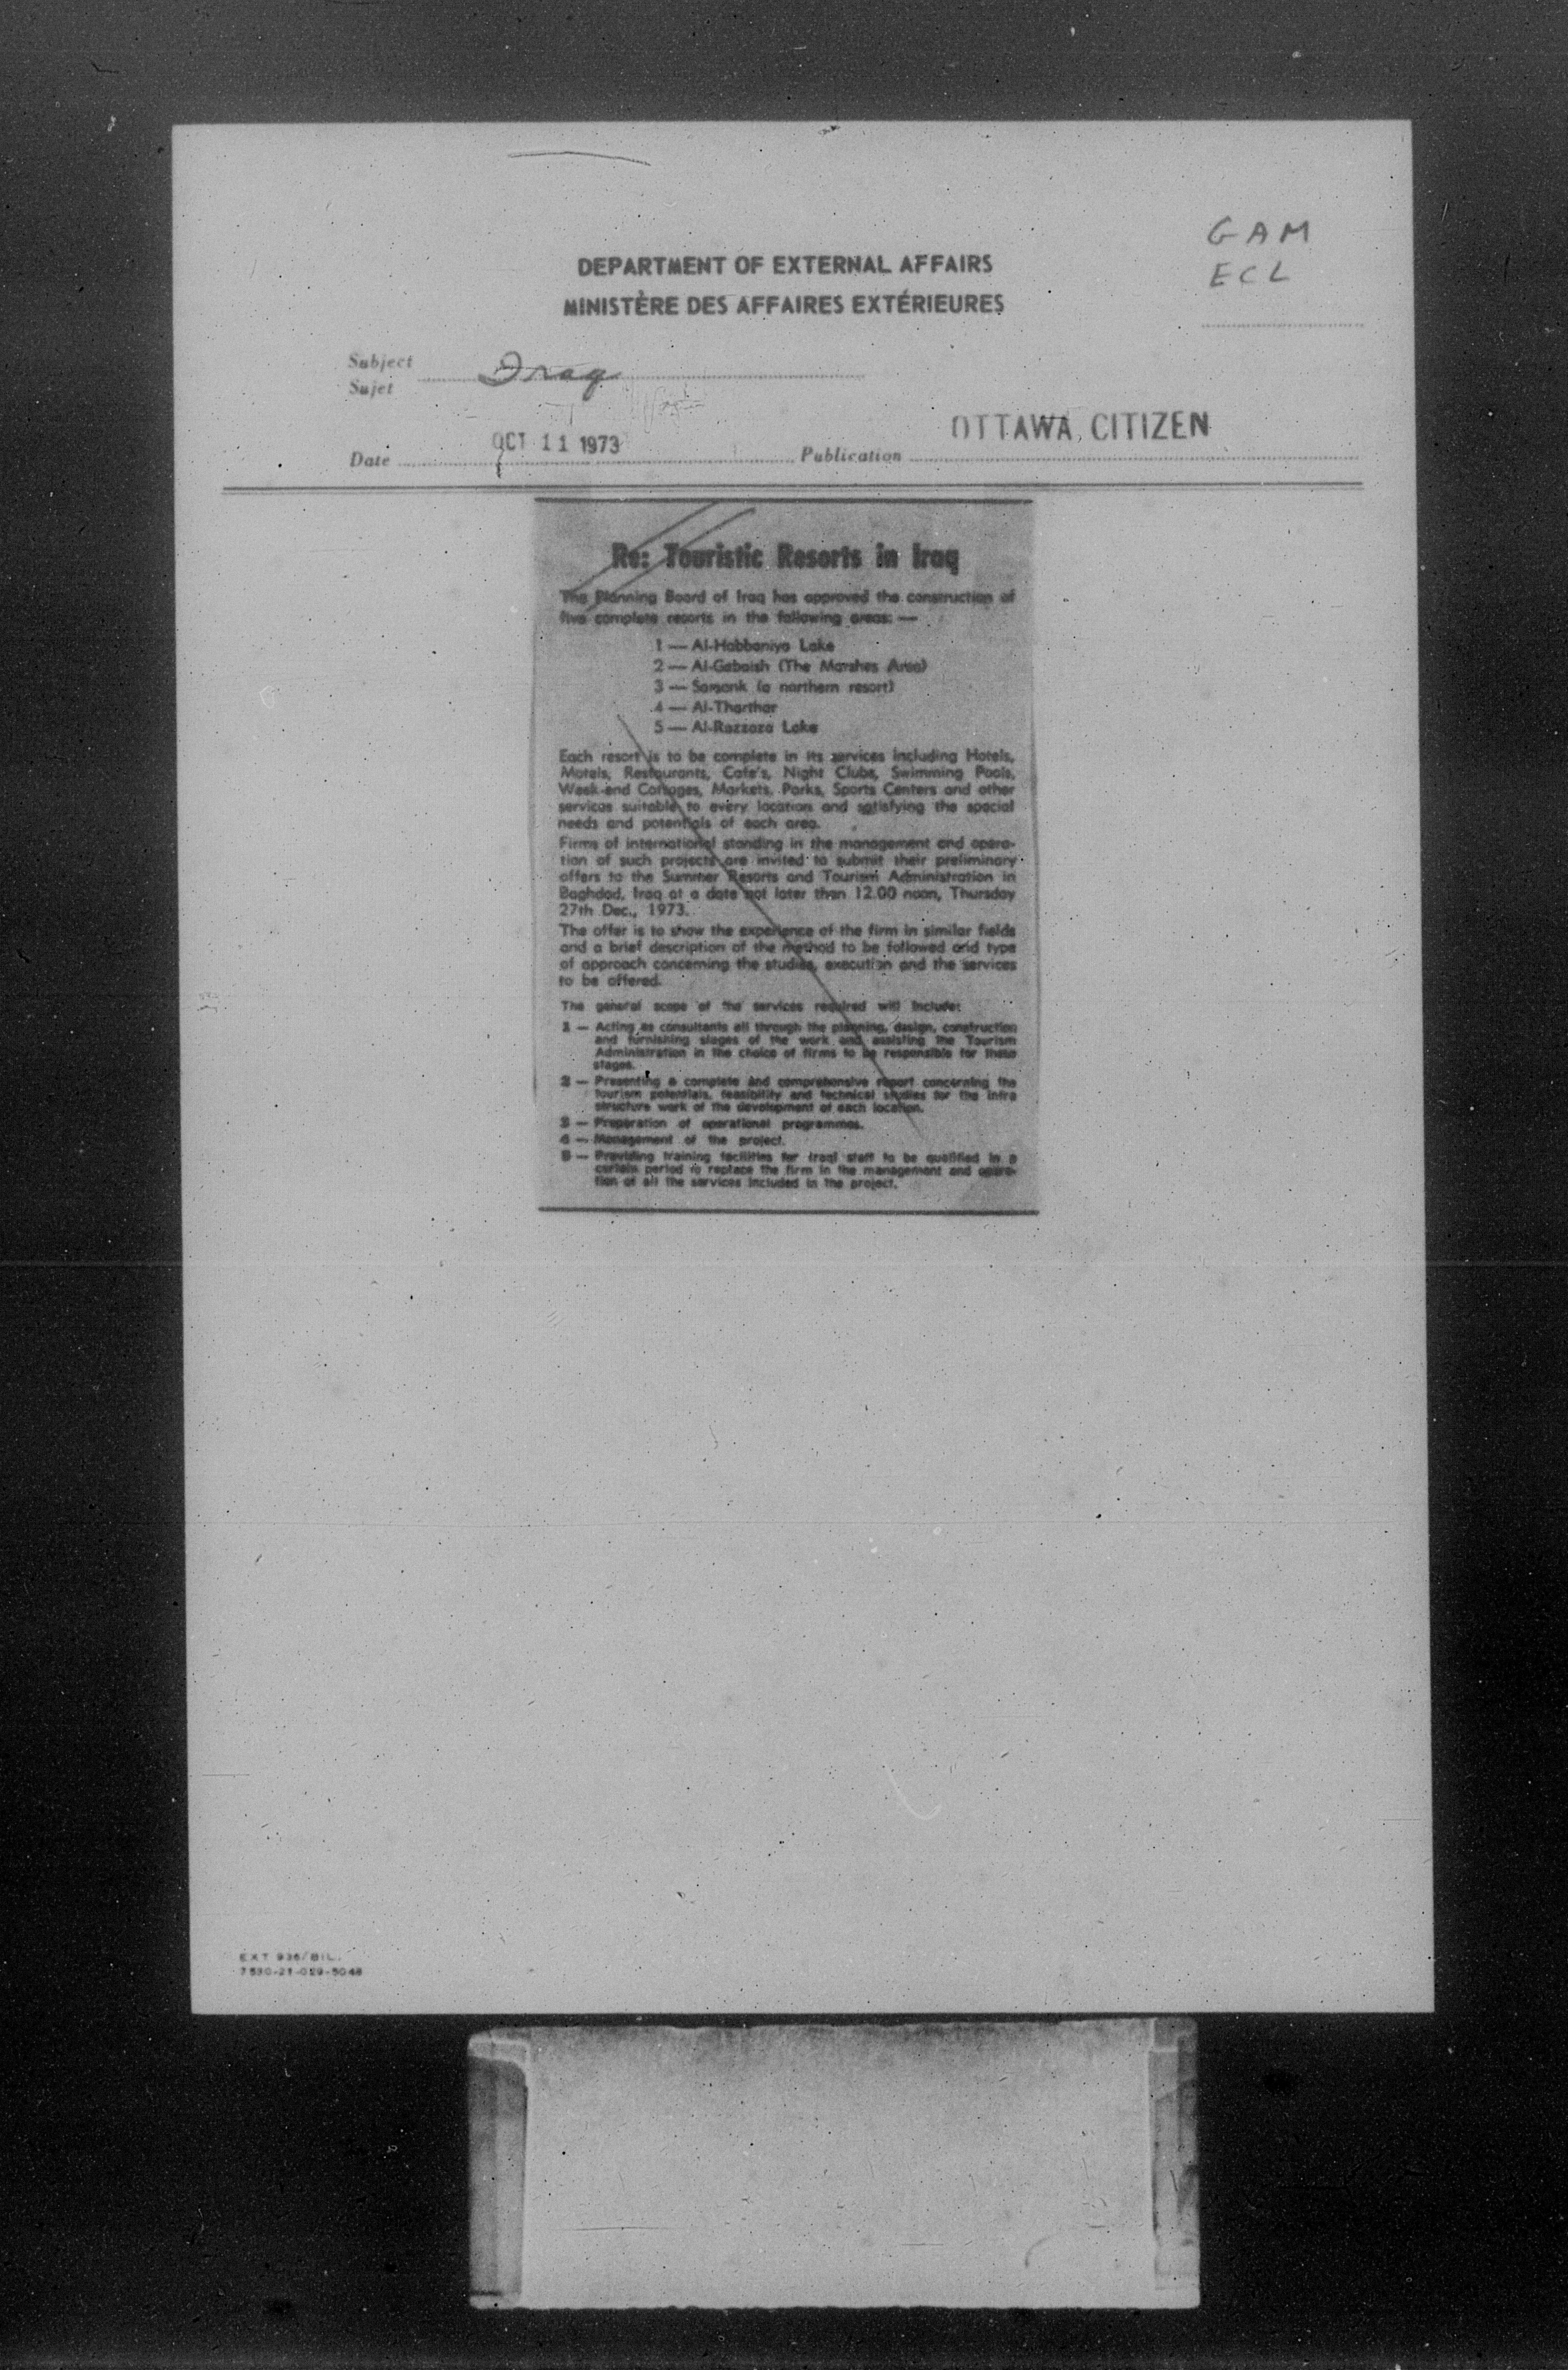 GAM
ECL
DEPARTMENT OF EXTERNAL AFFAIRS
MINISTÈRE DES AFFAIRES EXTÉRIEURES
Subject
Sujet
Iraq
OCT 11 1973
OTTAWA CITIZEN
Date
Publication
Re: Touristic Resorts in Iraq
The Planning Board of Iraq has approved the construction of
five complete resorts in the following areas: —
1 — Al-Habbaniya Lake
2 — Al-Gabaish (The Marshes Area)
3 — Sarsank (a northern resort)
4 — Al-Tharthar
5 — Al-Razzaza Lake
Each resort is to be complete in its services including Hotels,
Motels, Restaurants, Cafe's, Night Clubs, Swimming Pools,
Week-end Cottages, Markets, Parks, Sports Centers and other
services suitable to every location and satisfying the special
needs and potentials of each area.
Firms of international standing in the management and opera-
tion of such projects are invited to submit their preliminary
offers to the Summer Resorts and Tourism Administration in
Baghdad, Iraq at a date not later than 12.00 noon, Thursday
27th Dec., 1973.
The offer is to show the experience of the firm in similar fields
and a brief description of the method to be followed and type
of approach concerning the studies, execution and the services
to be offered.
The general scope of the services required will include:
1 — Acting as consultants all through the planning, design, construction
and furnishing stages of the work and assisting the Tourism
Administration in the choice of firms to be responsible for these
stages.
2 — Presenting a complete and comprehensive report concerning the
tourism potentials, feasibility and technical studies for the infra
structure work of the development of each location.
3 — Preparation of operational programmes.
4 — Management of the project.
5 — Providing training facilities for Iraqi staff to be qualified in a
certain period to replace the firm in the management and opera-
tion of all the services included in the project.
EXT 936/BIL.
7530-21-029-5048